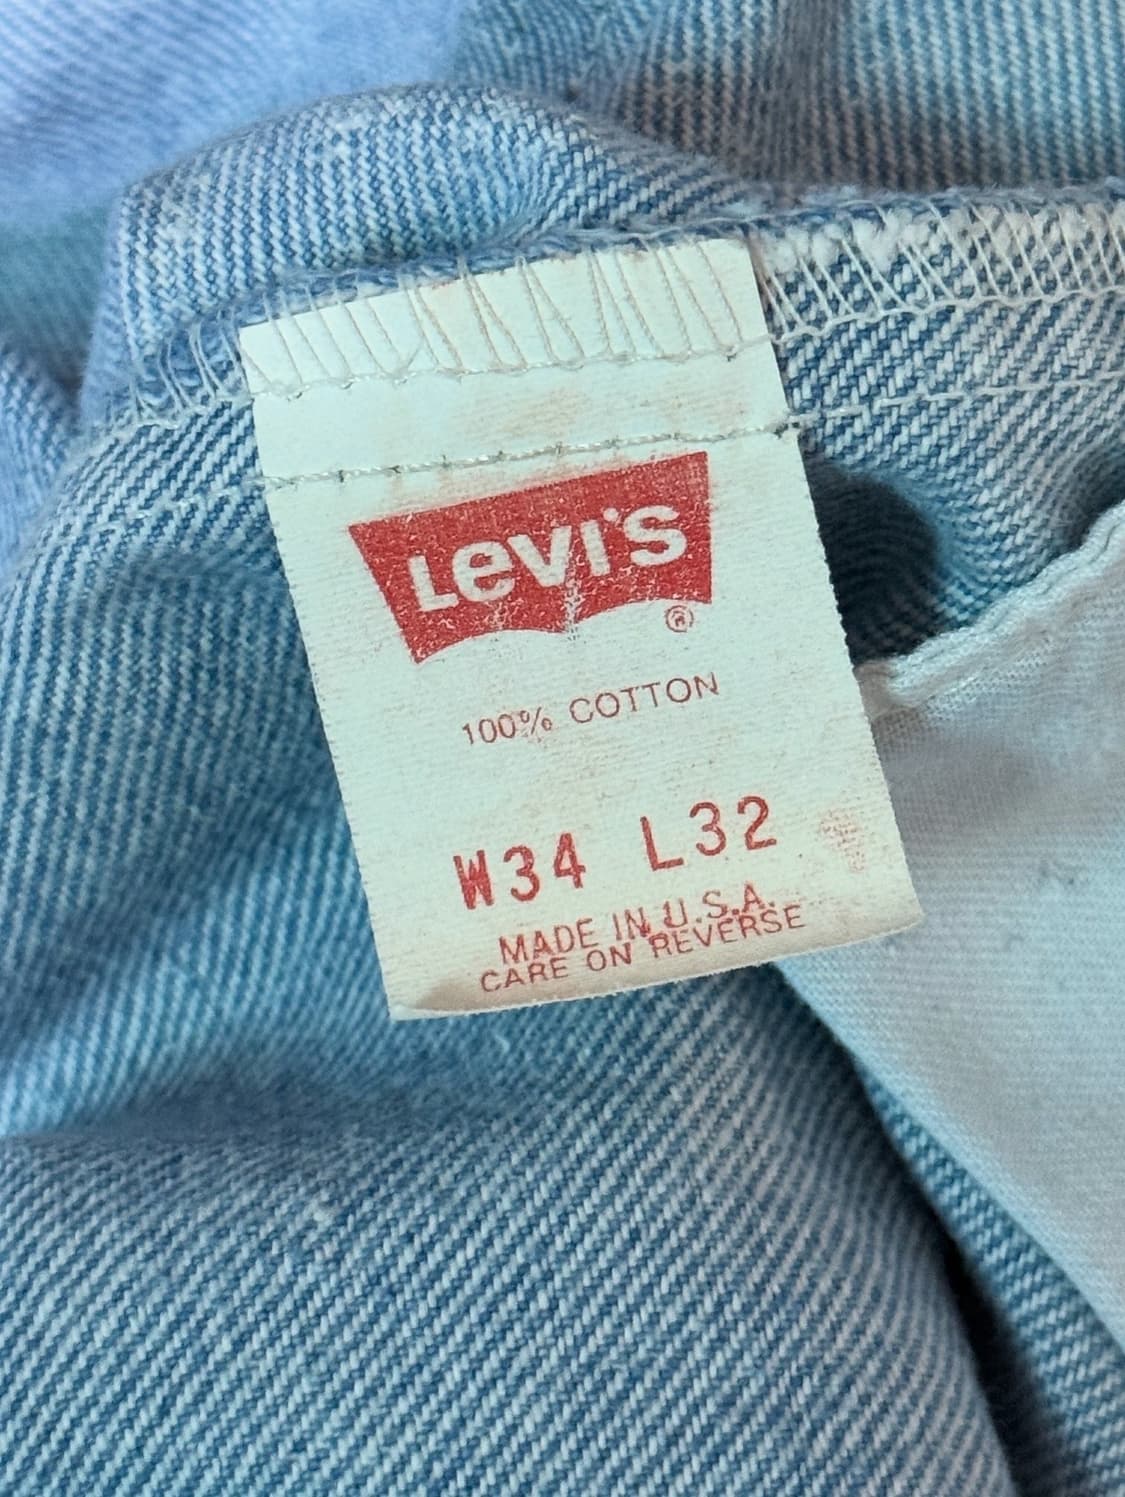 Levi's ®
100% COTTON
W34 L32
MADE IN U.S.A.
CARE ON REVERSE